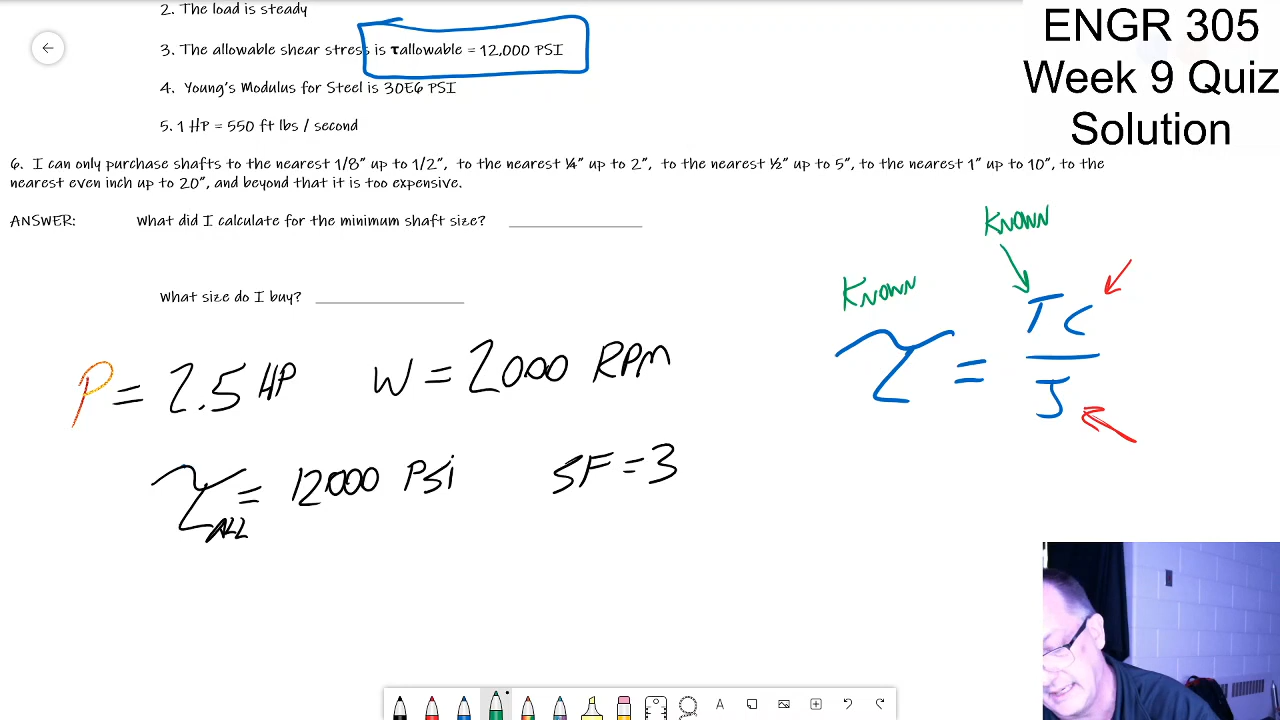 2. The load is steady
3. The allowable shear stress is τallowable = 12,000 PSI
4. Young's Modulus for Steel is 30E6 PSI
5. 1 HP = 550 ft lbs / second
6. I can only purchase shafts to the nearest 1/8" up to 1/2", to the nearest ¼" up to 2", to the nearest ½" up to 5", to the nearest 1" up to 10", to the
nearest even inch up to 20", and beyond that it is too expensive.
ANSWER: What did I calculate for the minimum shaft size? ____________
What size do I buy? ____________
P = 2.5 HP W = 2000 RPM
τALL = 12000 PSi SF = 3
ENGR 305
Week 9 Quiz
Solution
Known
Known
τ = TC / J
A